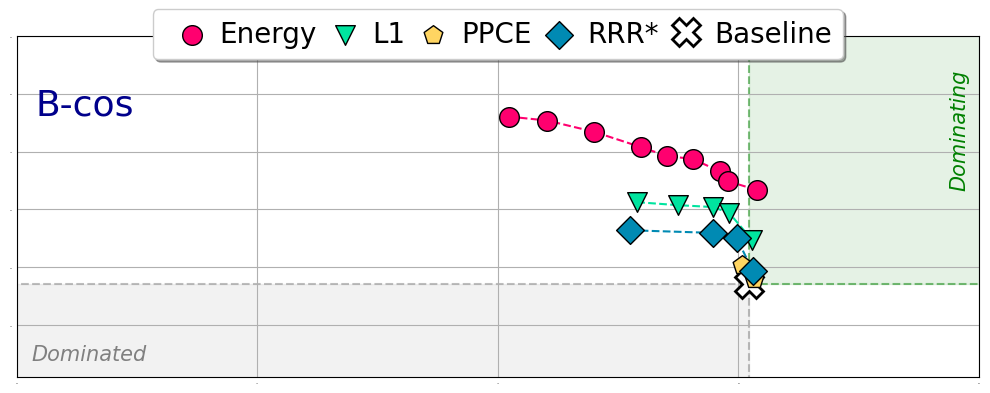 Energy L1 PPCE RRR* Baseline
B-cos
Dominating
Dominated